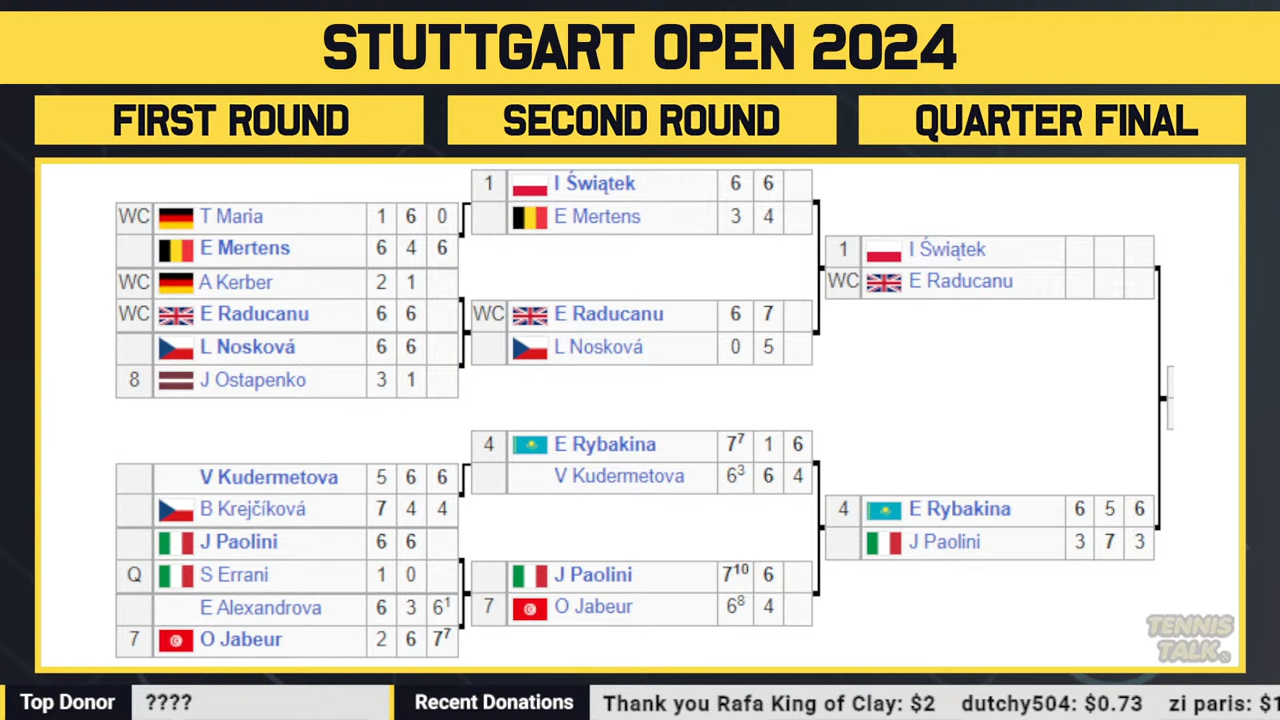 STUTTGART OPEN 2024
FIRST ROUND
SECOND ROUND
QUARTER FINAL
WC T Maria 1 6 0
E Mertens 6 4 6
WC A Kerber 2 1
WC E Raducanu 6 6
L Nosková 6 6
8 J Ostapenko 3 1
V Kudermetova 5 6 6
B Krejčíková 7 4 4
J Paolini 6 6
Q S Errani 1 0
E Alexandrova 6 3 6¹
7 O Jabeur 2 6 7⁷
1 I Świątek 6 6
E Mertens 3 4
WC E Raducanu 6 7
L Nosková 0 5
4 E Rybakina 7⁷ 1 6
V Kudermetova 6³ 6 4
J Paolini 7¹⁰ 6
7 O Jabeur 6⁸ 4
1 I Świątek
WC E Raducanu
4 E Rybakina 6 5 6
J Paolini 3 7 3
TENNIS
TALK
Top Donor ????
Recent Donations Thank you Rafa King of Clay: $2 dutchy504: $0.73 zi paris: $1